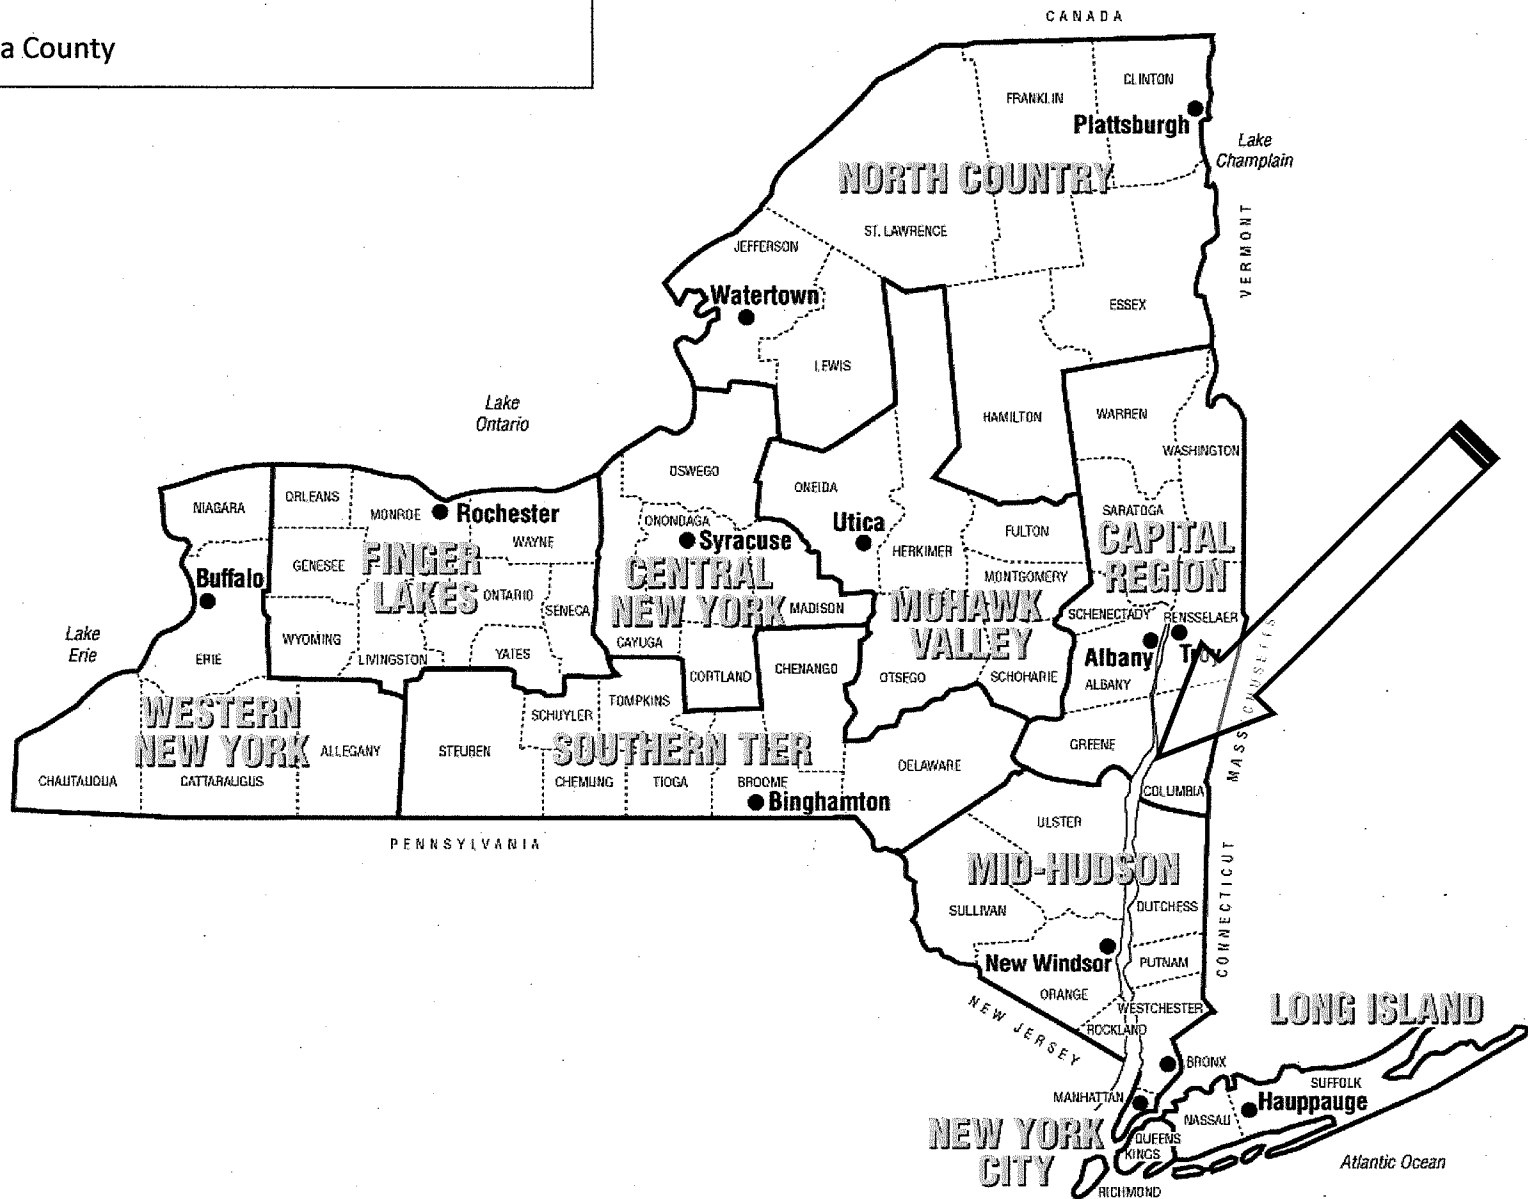 a County
CANADA
CLINTON
FRANKLIN
Plattsburgh
Lake
Champlain
NORTH COUNTRY
VERMONT
ST. LAWRENCE
JEFFERSON
Watertown
ESSEX
LEWIS
Lake
Ontario
HAMILTON
WARREN
WASHINGTON
OSWEGO
ONEIDA
NIAGARA
ORLEANS
MONROE
Rochester
WAYNE
ONONDAGA
Syracuse
Utica
HERKIMER
FULTON
SARATOGA
CAPITAL
REGION
GENESEE
FINGER
LAKES
ONTARIO
SENECA
CENTRAL
NEW YORK
MADISON
MONTGOMERY
MOHAWK
VALLEY
SCHENECTADY
RENSSELAER
Buffalo
Lake
Erie
ERIE
WYOMING
LIVINGSTON
YATES
CAYUGA
CORTLAND
CHENANGO
OTSEGO
SCHOHARIE
Albany
Troy
ALBANY
MASSACHUSETTS
WESTERN
NEW YORK
ALLEGANY
STEUBEN
SCHUYLER
TOMPKINS
SOUTHERN TIER
CHAUTAUQUA
CATTARAUGUS
CHEMUNG
TIOGA
BROOME
Binghamton
DELAWARE
GREENE
COLUMBIA
PENNSYLVANIA
ULSTER
MID-HUDSON
SULLIVAN
DUTCHESS
CONNECTICUT
New Windsor
PUTNAM
ORANGE
WESTCHESTER
ROCKLAND
NEW JERSEY
LONG ISLAND
BRONX
MANHATTAN
SUFFOLK
Hauppauge
NASSAU
NEW YORK
CITY
QUEENS
KINGS
RICHMOND
Atlantic Ocean